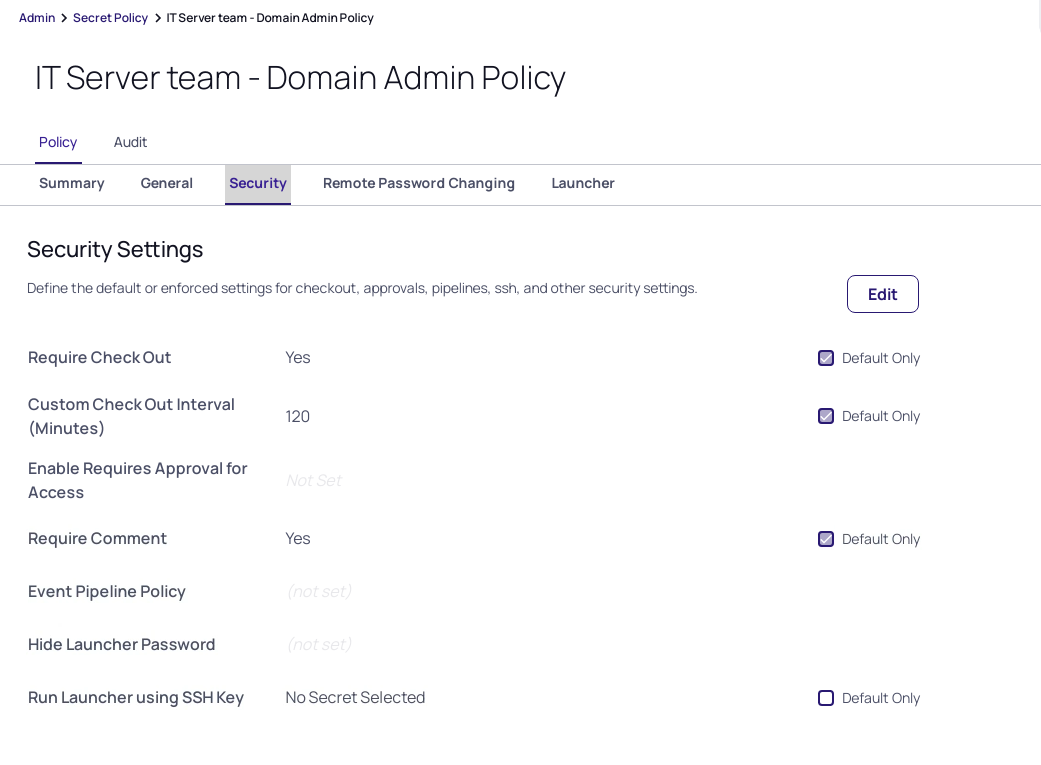 Admin > Secret Policy > IT Server team - Domain Admin Policy
IT Server team - Domain Admin Policy
Policy Audit
Summary General Security Remote Password Changing Launcher
Security Settings
Define the default or enforced settings for checkout, approvals, pipelines, ssh, and other security settings.
Edit
Require Check Out Yes Default Only
Custom Check Out Interval
(Minutes) 120 Default Only
Enable Requires Approval for
Access Not Set
Require Comment Yes Default Only
Event Pipeline Policy (not set)
Hide Launcher Password (not set)
Run Launcher using SSH Key No Secret Selected Default Only